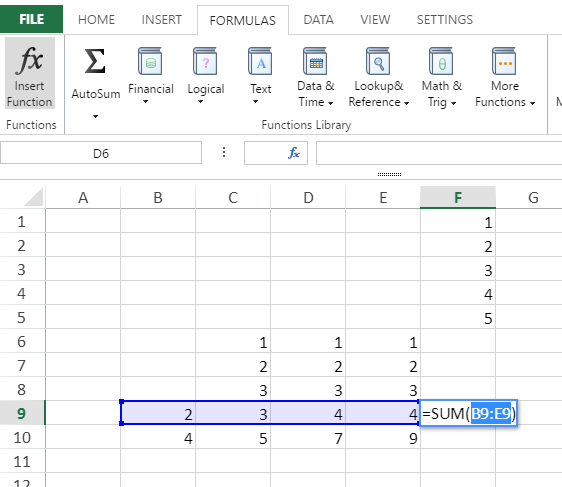 FILE HOME INSERT FORMULAS DATA VIEW SETTINGS
fx Σ ? A θ
Insert Function AutoSum Financial Logical Text Data & Time Lookup& Reference Math & Trig More Functions
Functions Functions Library
D6 fx
A B C D E F G
1 1
2 2
3 3
4 4
5 5
6 1 1 1
7 2 2 2
8 3 3 3
9 2 3 4 4 =SUM(B9:E9)
10 4 5 7 9
11
12